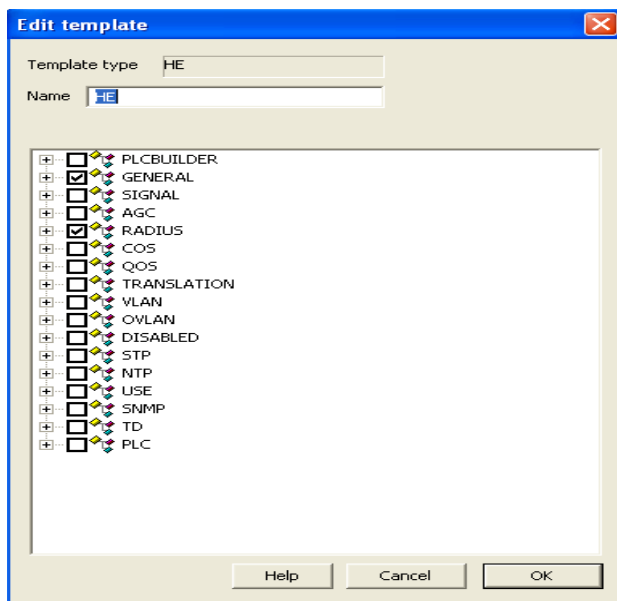 Edit template
Template type HE
Name HE
PLCBUILDER
GENERAL
SIGNAL
AGC
RADIUS
COS
QOS
TRANSLATION
VLAN
OVLAN
DISABLED
STP
NTP
USE
SNMP
TD
PLC
Help Cancel OK